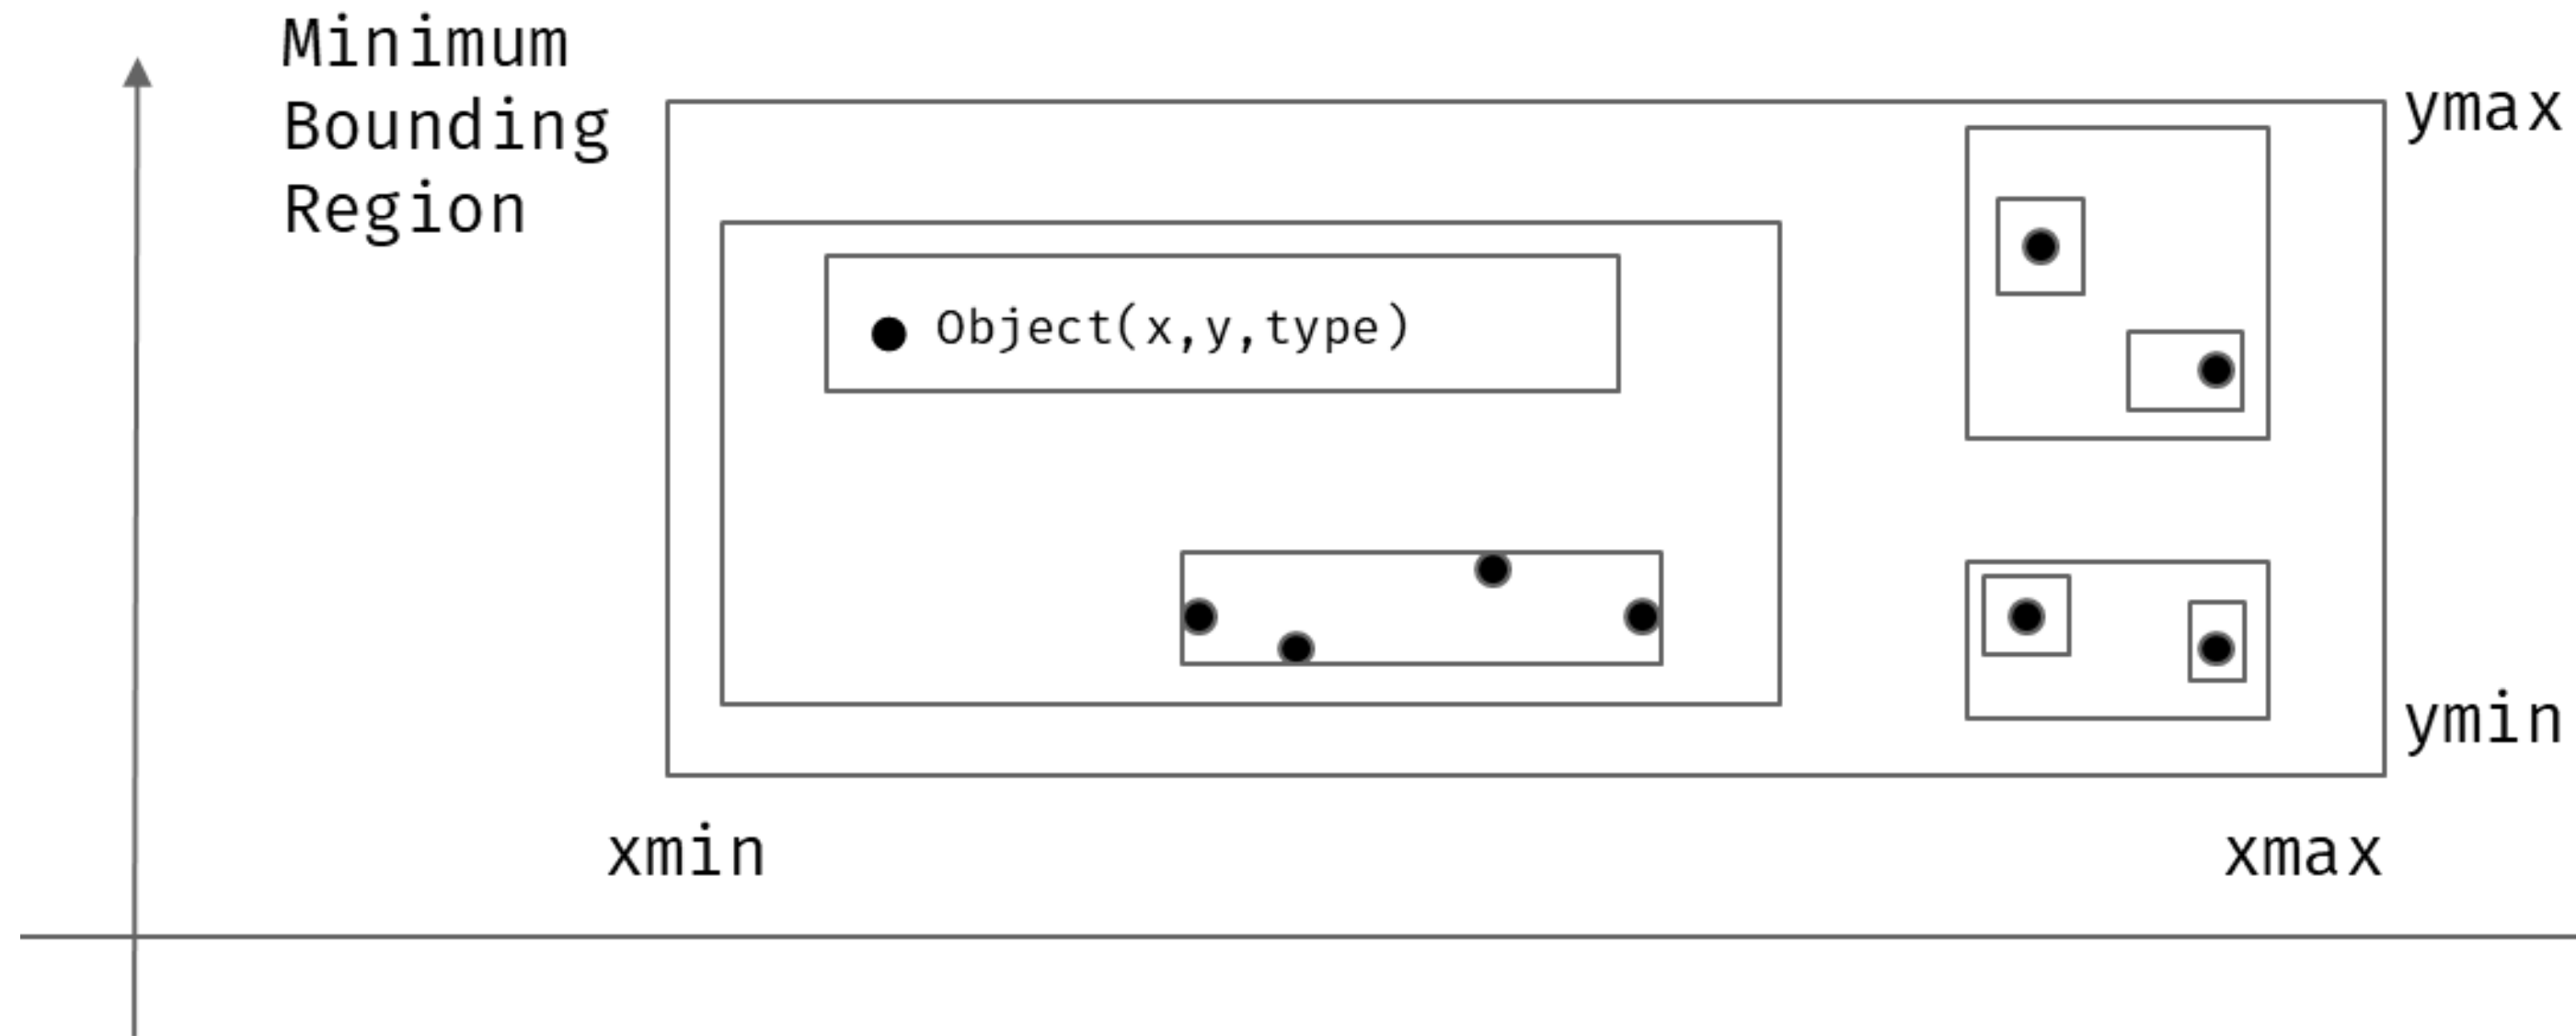 Minimum
Bounding
Region
ymax
Object(x,y,type)
ymin
xmin
xmax